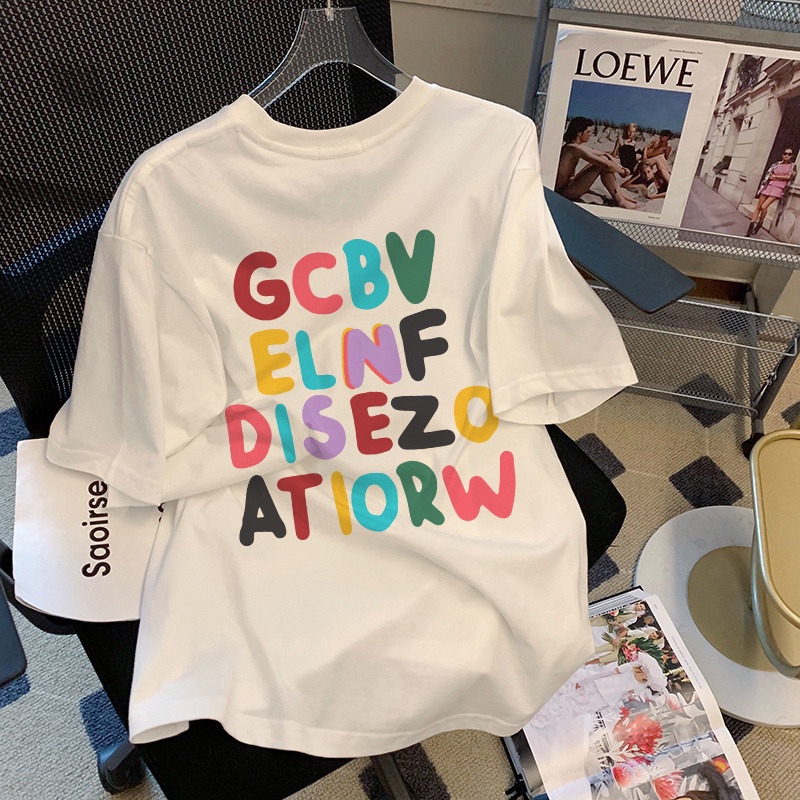 GCBV
ELNF
DISEZO
ATIORW
LOEWE
Saoirse